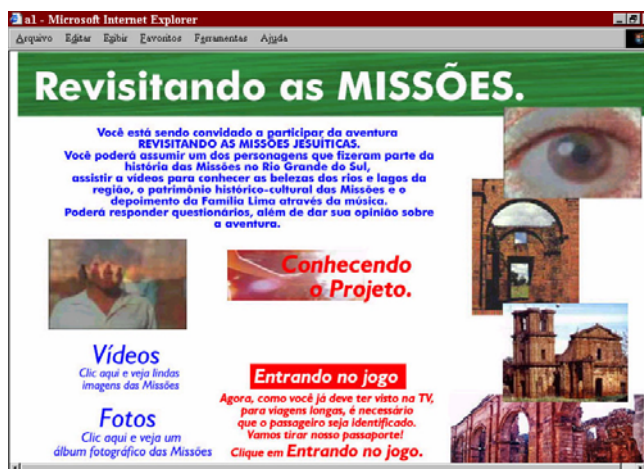 a1 - Microsoft Internet Explorer
Arquivo Editar Exibir Favoritos Ferramentas Ajuda
Revisitando as MISSÕES.
Você está sendo convidado a participar da aventura
REVISITANDO AS MISSÕES JESUÍTICAS.
Você poderá assumir um dos personagens que fizeram parte da
história das Missões no Rio Grande do Sul,
assistir a vídeos para conhecer as belezas dos rios e lagos da
região, o patrimônio histórico-cultural das Missões e o
depoimento da Família Lima através da música.
Poderá responder questionários, além de dar sua opinião sobre
a aventura.
Conhecendo
o Projeto.
Vídeos
Clic aqui e veja lindas
imagens das Missões
Fotos
Clic aqui e veja um
álbum fotográfico das Missões
Entrando no jogo
Agora, como você já deve ter visto na TV,
para viagens longas, é necessário
que o passageiro seja identificado.
Vamos tirar nosso passaporte!
Clique em Entrando no jogo.